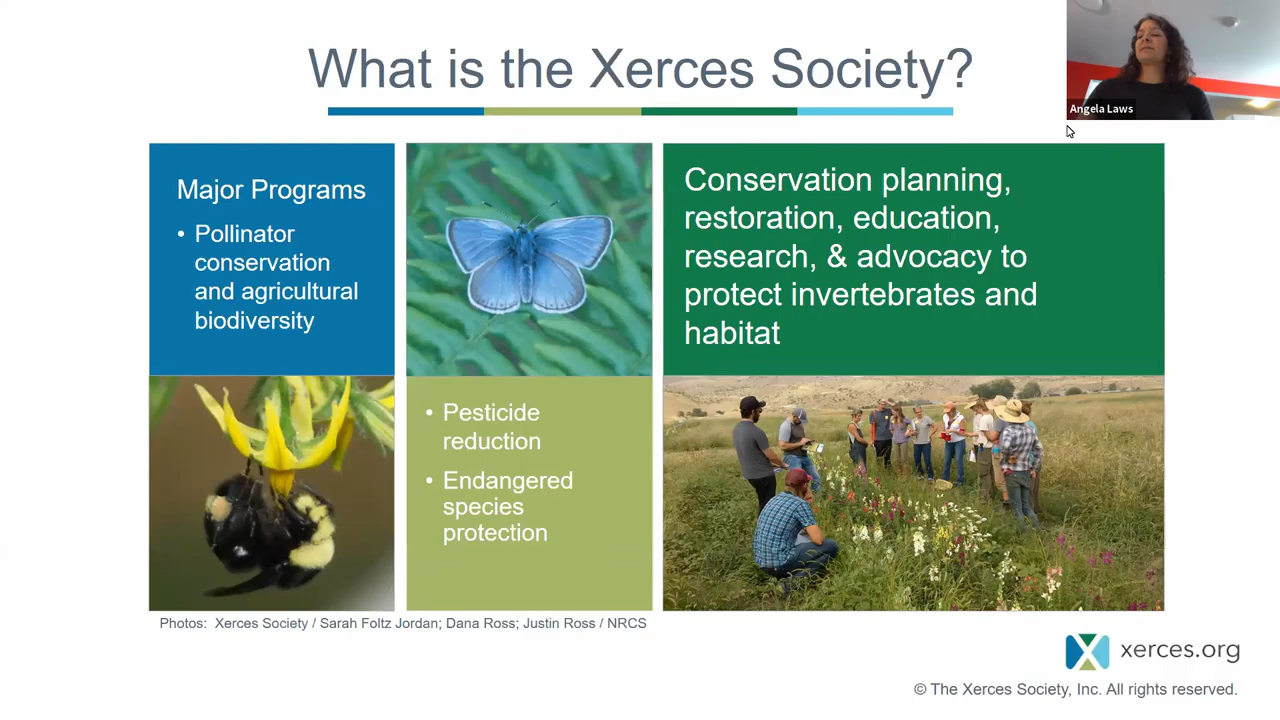 What is the Xerces Society?
Angela Laws
Major Programs
• Pollinator
conservation
and agricultural
biodiversity
• Pesticide
reduction
• Endangered
species
protection
Conservation planning,
restoration, education,
research, & advocacy to
protect invertebrates and
habitat
Photos:  Xerces Society / Sarah Foltz Jordan; Dana Ross; Justin Ross / NRCS
xerces.org
© The Xerces Society, Inc. All rights reserved.